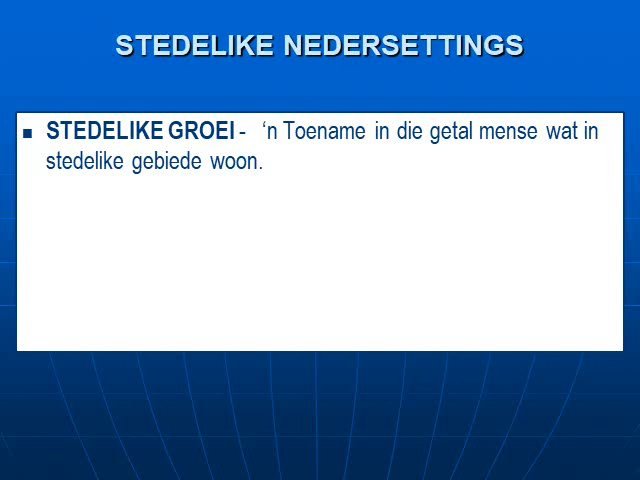 STEDELIKE NEDERSETTINGS
■ STEDELIKE GROEI - ‘n Toename in die getal mense wat in
stedelike gebiede woon.